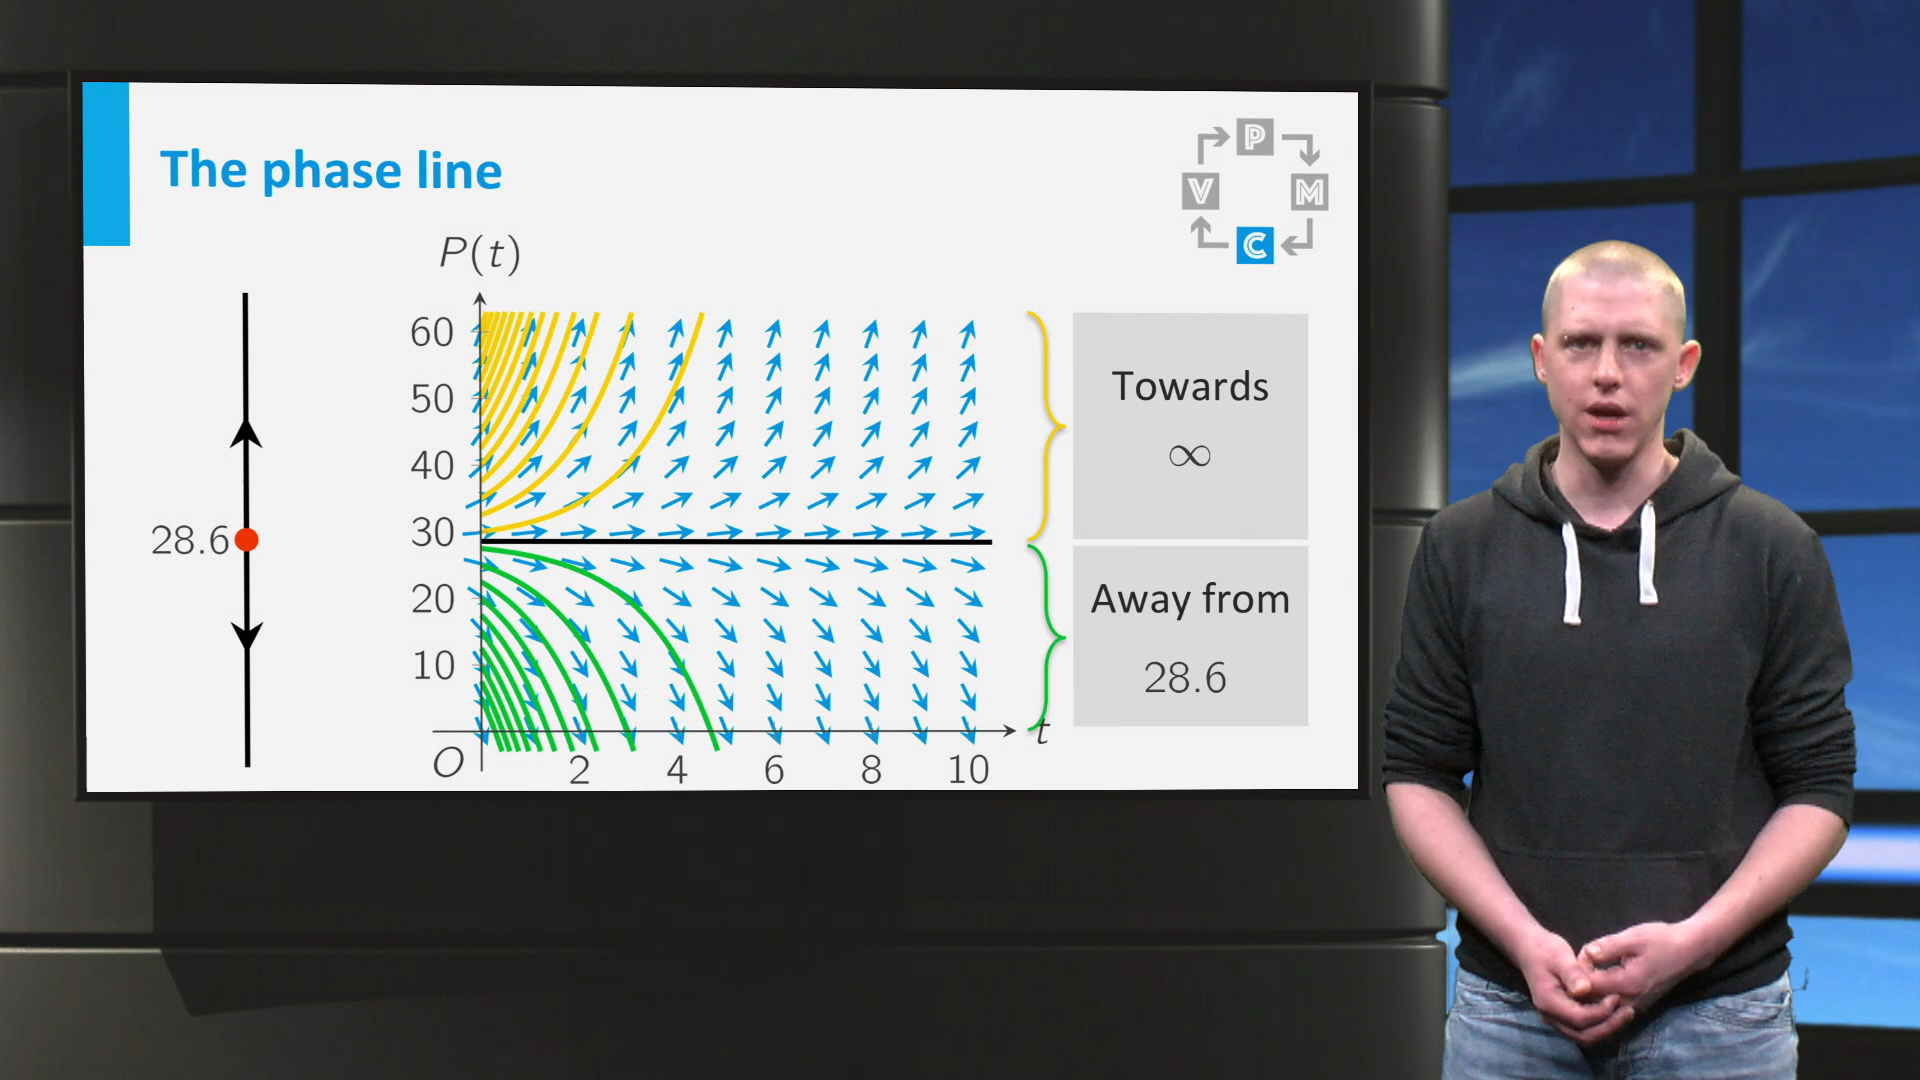 The phase line
P
V
M
C
P(t)
60
50
40
30
20
10
O
2
4
6
8
10
t
28.6
Towards
∞
Away from
28.6